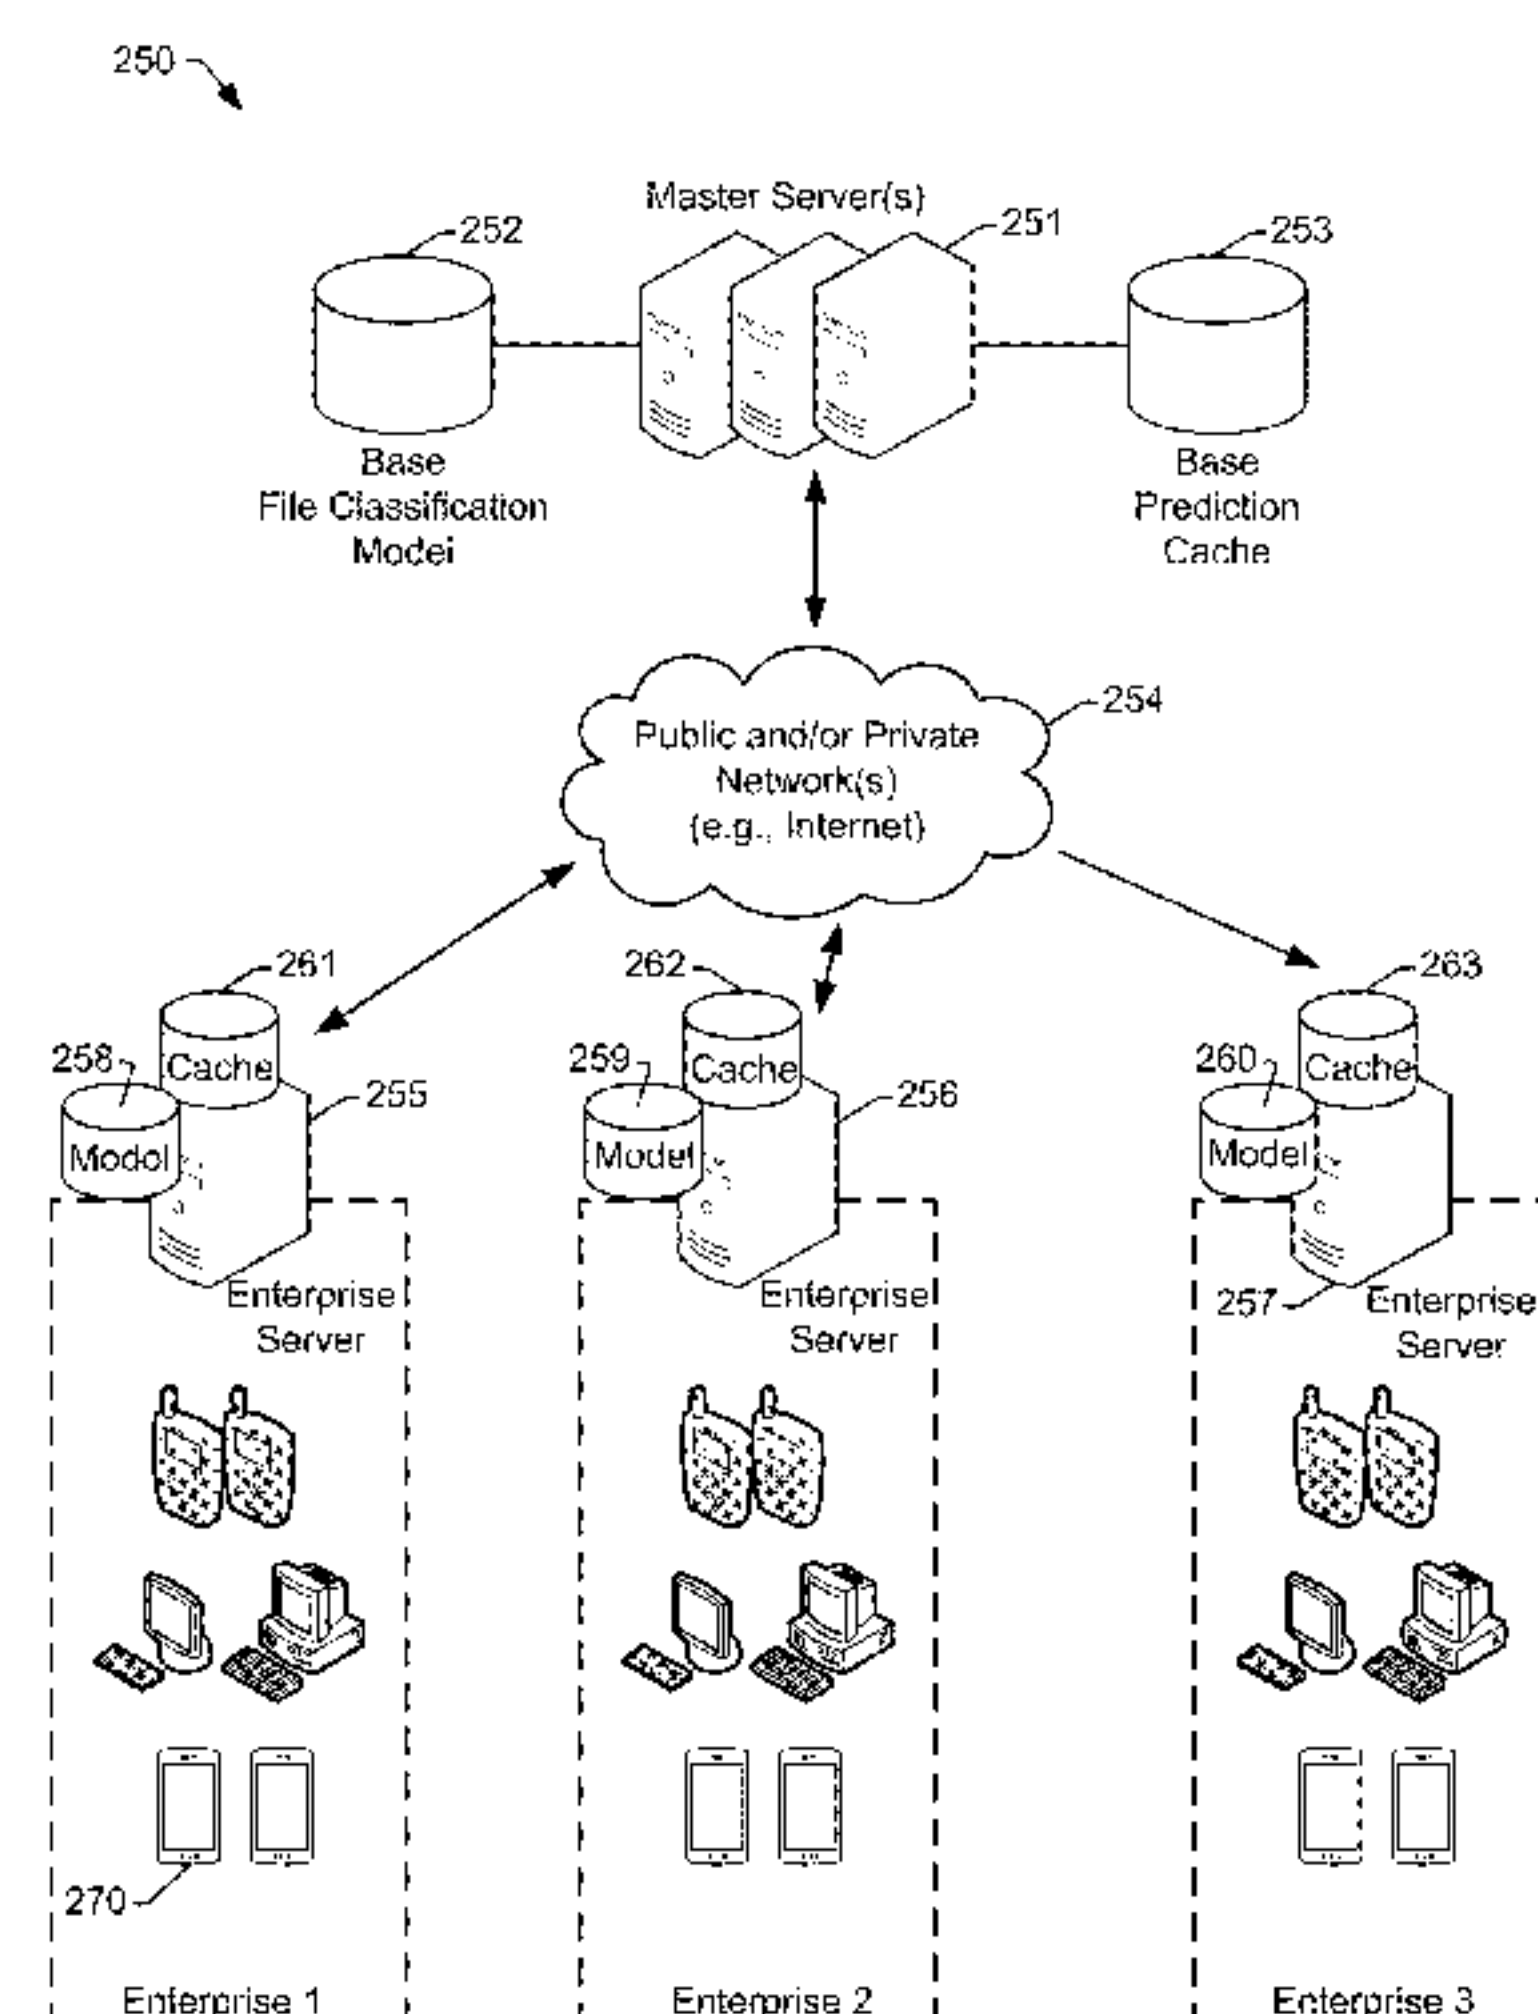 250
Master Server(s)
252
251
253
Base
File Classification
Model
Base
Prediction
Cache
Public and/or Private
Network(s)
(e.g., Internet)
254
261
262
263
258
Cache
259
Cache
260
Cache
255
256
Model
Model
Model
Enterprise
Server
Enterprise
Server
257
Enterprise
Server
270
Enterprise 1
Enterprise 2
Enterprise 3